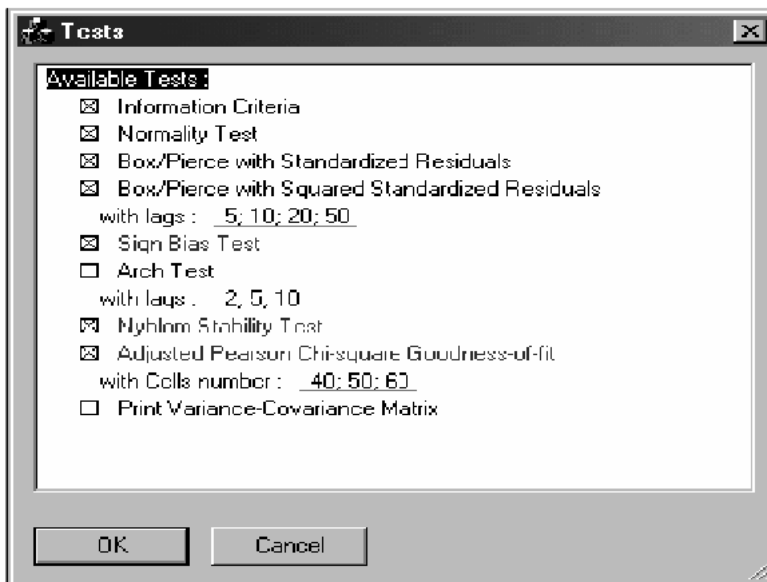 Tests
Available Tests :
Information Criteria
Normality Test
Box/Pierce with Standardized Residuals
Box/Pierce with Squared Standardized Residuals
with lags : 5; 10; 20; 50
Sign Bias Test
Arch Test
with lags : 2, 5, 10
Nyblom Stability Test
Adjusted Pearson Chi-square Goodness-of-fit
with Cells number : 40; 50; 60
Print Variance-Covariance Matrix
OK
Cancel